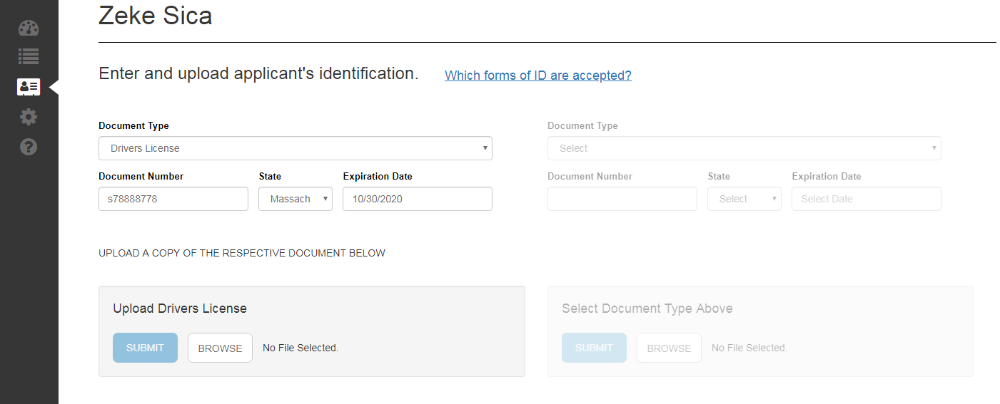 Zeke Sica
Enter and upload applicant's identification. Which forms of ID are accepted?
Document Type
Drivers License
Document Number State Expiration Date
s78888778 Massach 10/30/2020
Document Type
Select
Document Number State Expiration Date
Select Select Date
UPLOAD A COPY OF THE RESPECTIVE DOCUMENT BELOW
Upload Drivers License
SUBMIT BROWSE No File Selected.
Select Document Type Above
SUBMIT BROWSE No File Selected.